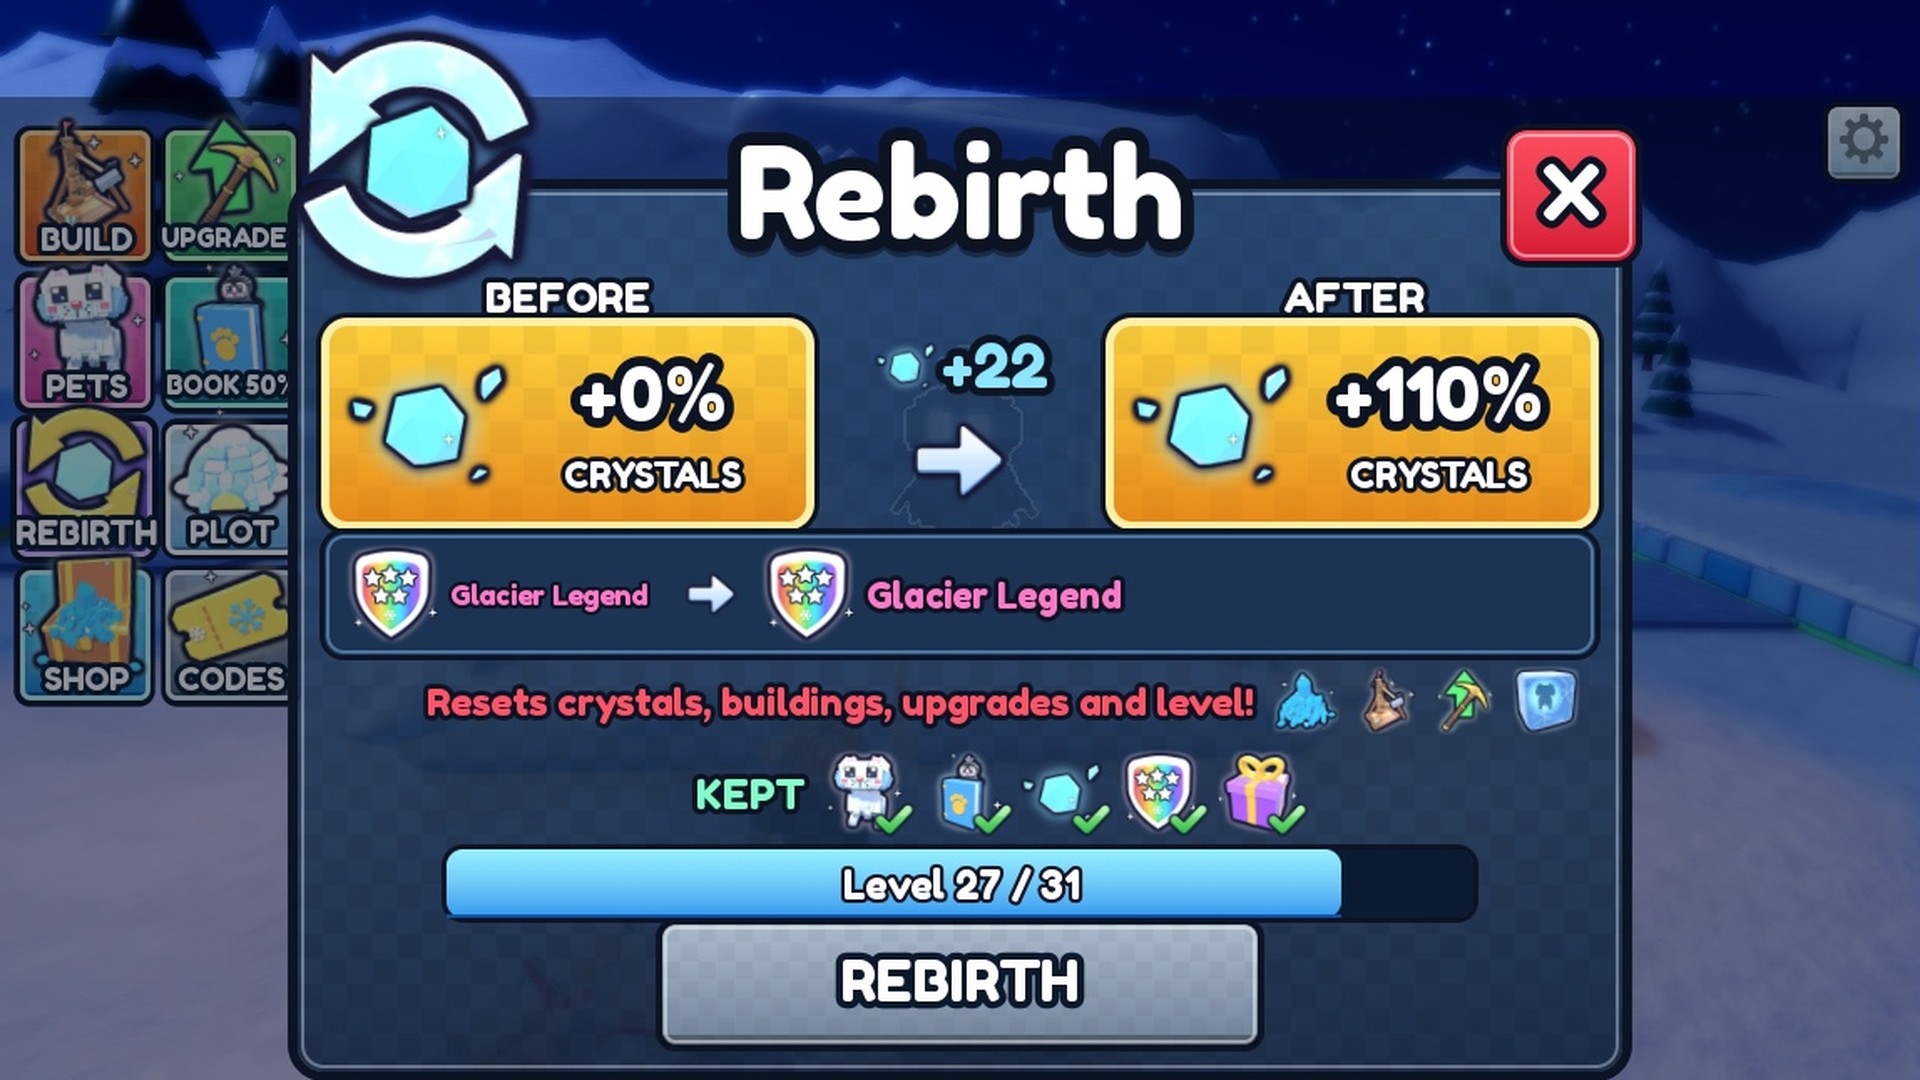 Rebirth
BUILD
UPGRADE
PETS
BOOK 50%
REBIRTH
PLOT
SHOP
CODES
BEFORE
AFTER
+0%
CRYSTALS
+22
+110%
CRYSTALS
Glacier Legend
Glacier Legend
Resets crystals, buildings, upgrades and level!
KEPT
Level 27 / 31
REBIRTH